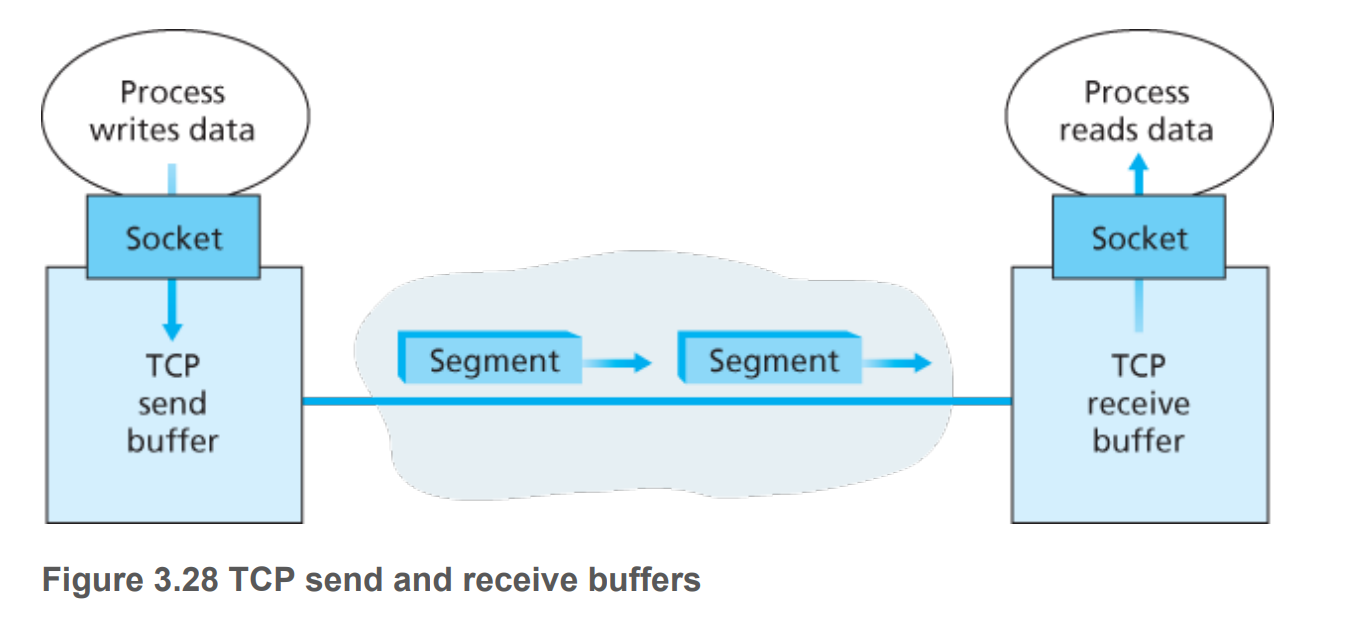 Process
writes data
Socket
TCP
send
buffer
Segment
Segment
Process
reads data
Socket
TCP
receive
buffer
Figure 3.28 TCP send and receive buffers